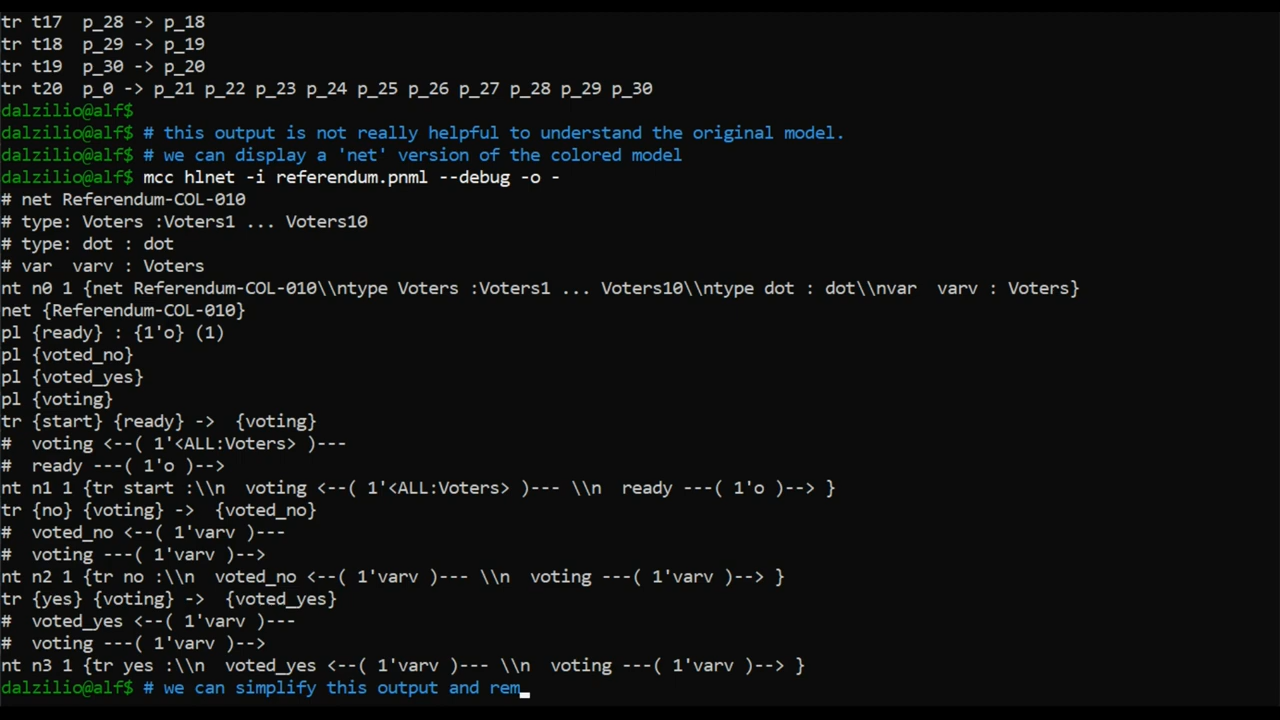 tr t17  p_28 -> p_18
tr t18  p_29 -> p_19
tr t19  p_30 -> p_20
tr t20  p_0 -> p_21 p_22 p_23 p_24 p_25 p_26 p_27 p_28 p_29 p_30
dalzilio@alf$
dalzilio@alf$ # this output is not really helpful to understand the original model.
dalzilio@alf$ # we can display a 'net' version of the colored model
dalzilio@alf$ mcc hlnet -i referendum.pnml --debug -o -
# net Referendum-COL-010
# type: Voters :Voters1 ... Voters10
# type: dot : dot
# var  varv : Voters
nt n0 1 {net Referendum-COL-010\\ntype Voters :Voters1 ... Voters10\\ntype dot : dot\\nvar  varv : Voters}
net {Referendum-COL-010}
pl {ready} : {1'o} (1)
pl {voted_no}
pl {voted_yes}
pl {voting}
tr {start} {ready} ->  {voting}
#  voting <--( 1'<ALL:Voters> )---
#  ready ---( 1'o )-->
nt n1 1 {tr start :\\n  voting <--( 1'<ALL:Voters> )--- \\n  ready ---( 1'o )--> }
tr {no} {voting} ->  {voted_no}
#  voted_no <--( 1'varv )---
#  voting ---( 1'varv )-->
nt n2 1 {tr no :\\n  voted_no <--( 1'varv )--- \\n  voting ---( 1'varv )--> }
tr {yes} {voting} ->  {voted_yes}
#  voted_yes <--( 1'varv )---
#  voting ---( 1'varv )-->
nt n3 1 {tr yes :\\n  voted_yes <--( 1'varv )--- \\n  voting ---( 1'varv )--> }
dalzilio@alf$ # we can simplify this output and rem_